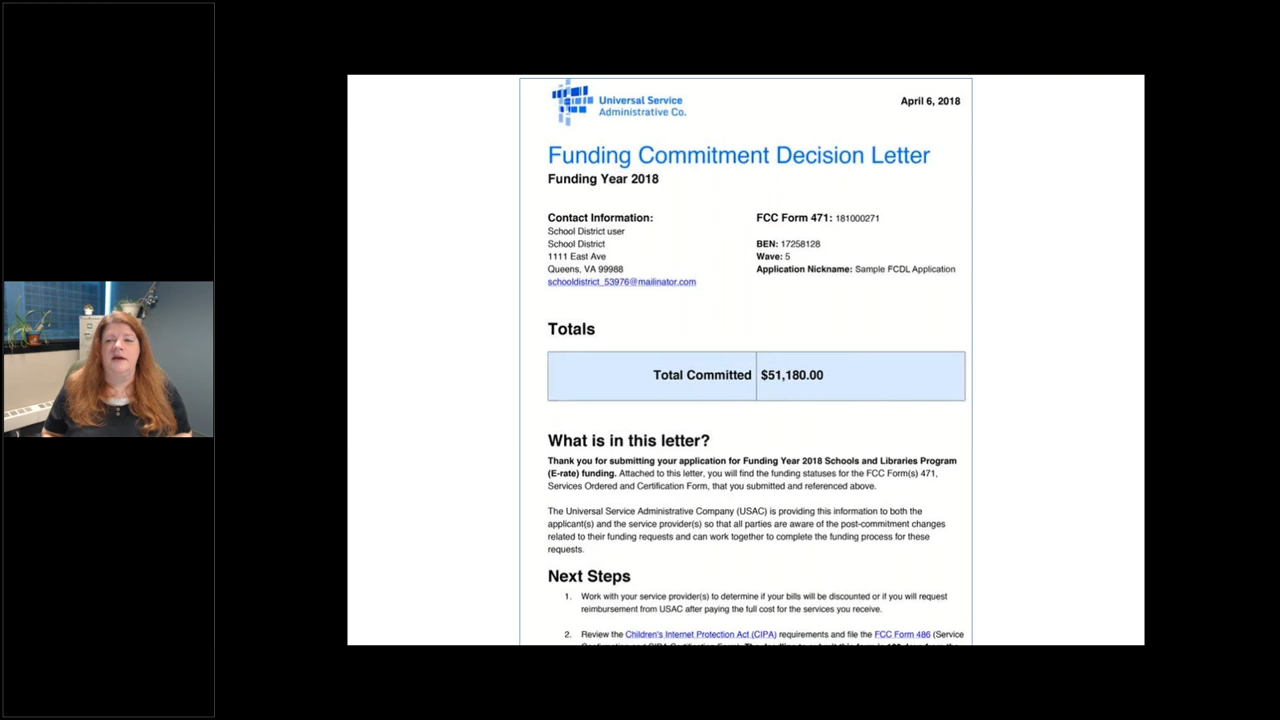 Universal Service
Administrative Co.
April 6, 2018
Funding Commitment Decision Letter
Funding Year 2018
Contact Information:
School District user
School District
1111 East Ave
Queens, VA 99988
schooldistrict_53976@mailinator.com
FCC Form 471: 181000271
BEN: 17258128
Wave: 5
Application Nickname: Sample FCDL Application
Totals
Total Committed $51,180.00
What is in this letter?
Thank you for submitting your application for Funding Year 2018 Schools and Libraries Program
(E-rate) funding. Attached to this letter, you will find the funding statuses for the FCC Form(s) 471,
Services Ordered and Certification Form, that you submitted and referenced above.
The Universal Service Administrative Company (USAC) is providing this information to both the
applicant(s) and the service provider(s) so that all parties are aware of the post-commitment changes
related to their funding requests and can work together to complete the funding process for these
requests.
Next Steps
1. Work with your service provider(s) to determine if your bills will be discounted or if you will request
reimbursement from USAC after paying the full cost for the services you receive.
2. Review the Children's Internet Protection Act (CIPA) requirements and file the FCC Form 486 (Service